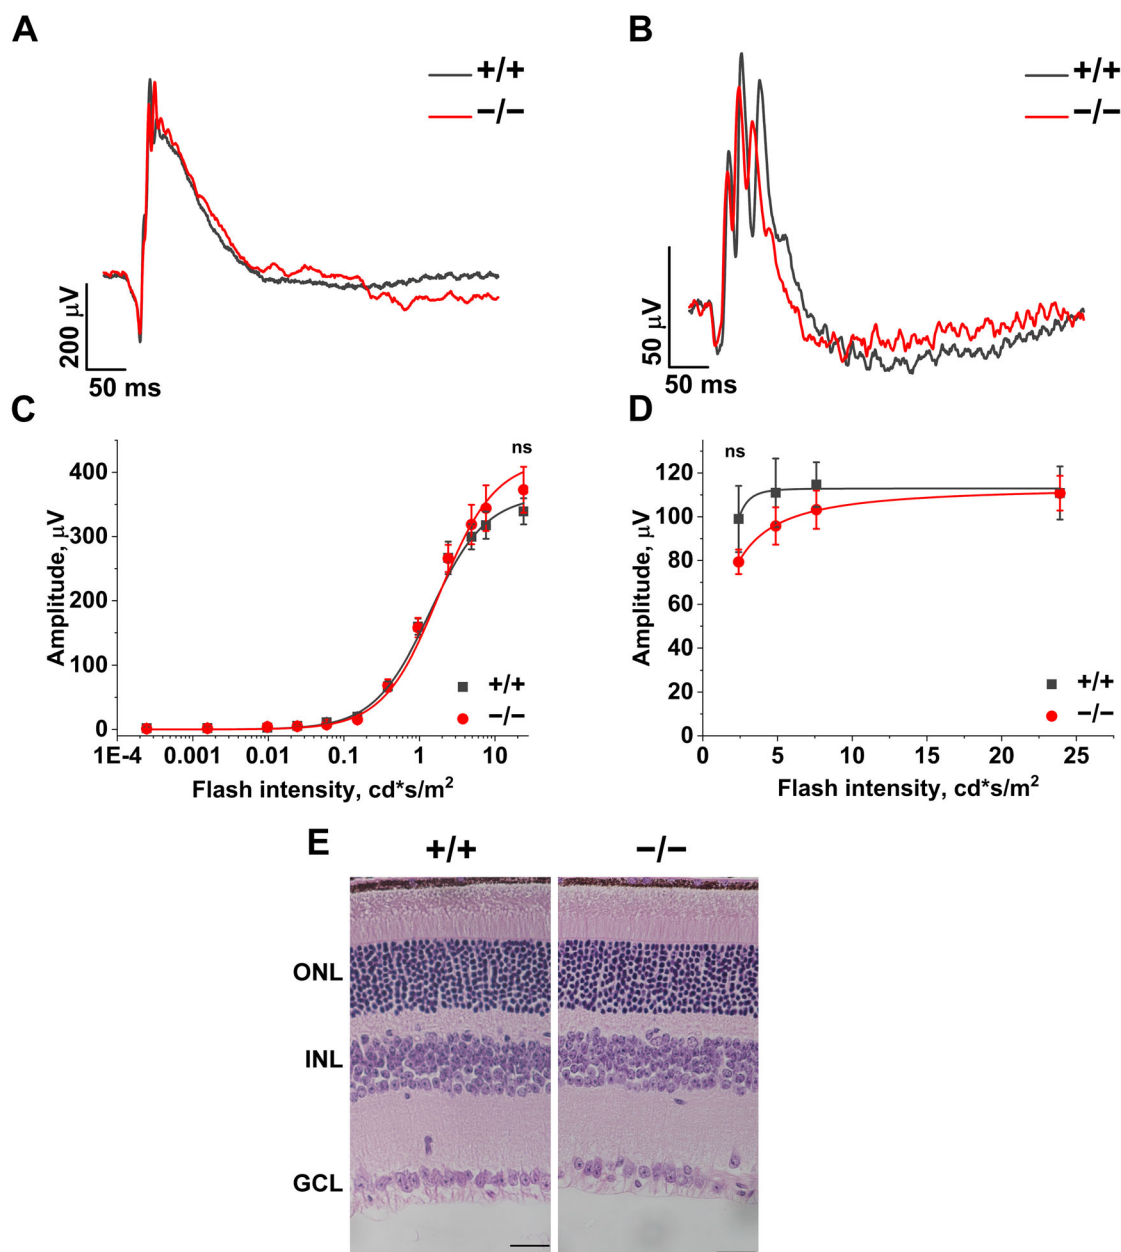 A
+/+
−/−
200 µV
50 ms
B
+/+
−/−
50 µV
50 ms
C
ns
400
300
200
100
0
Amplitude, µV
+/+
−/−
1E-4
0.001
0.01
0.1
1
10
Flash intensity, cd*s/m²
D
ns
120
100
80
60
40
20
0
Amplitude, µV
+/+
−/−
0
5
10
15
20
25
Flash intensity, cd*s/m²
E
+/+
−/−
ONL
INL
GCL